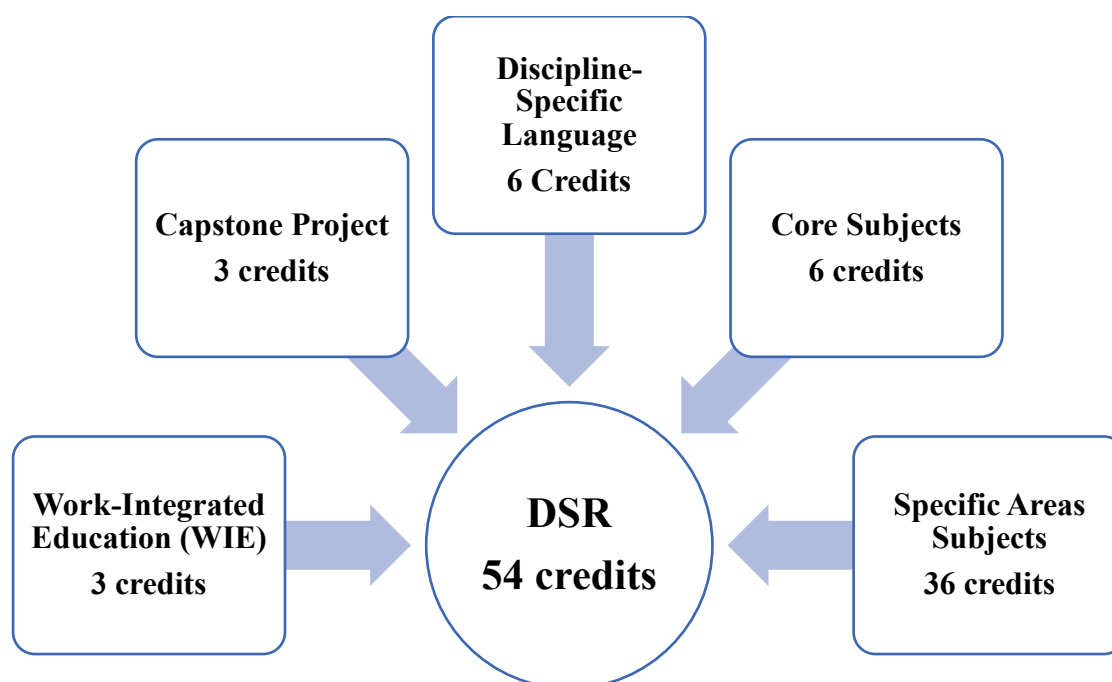 Discipline-
Specific
Language
6 Credits
Capstone Project
3 credits
Core Subjects
6 credits
Work-Integrated
Education (WIE)
3 credits
DSR
54 credits
Specific Areas
Subjects
36 credits